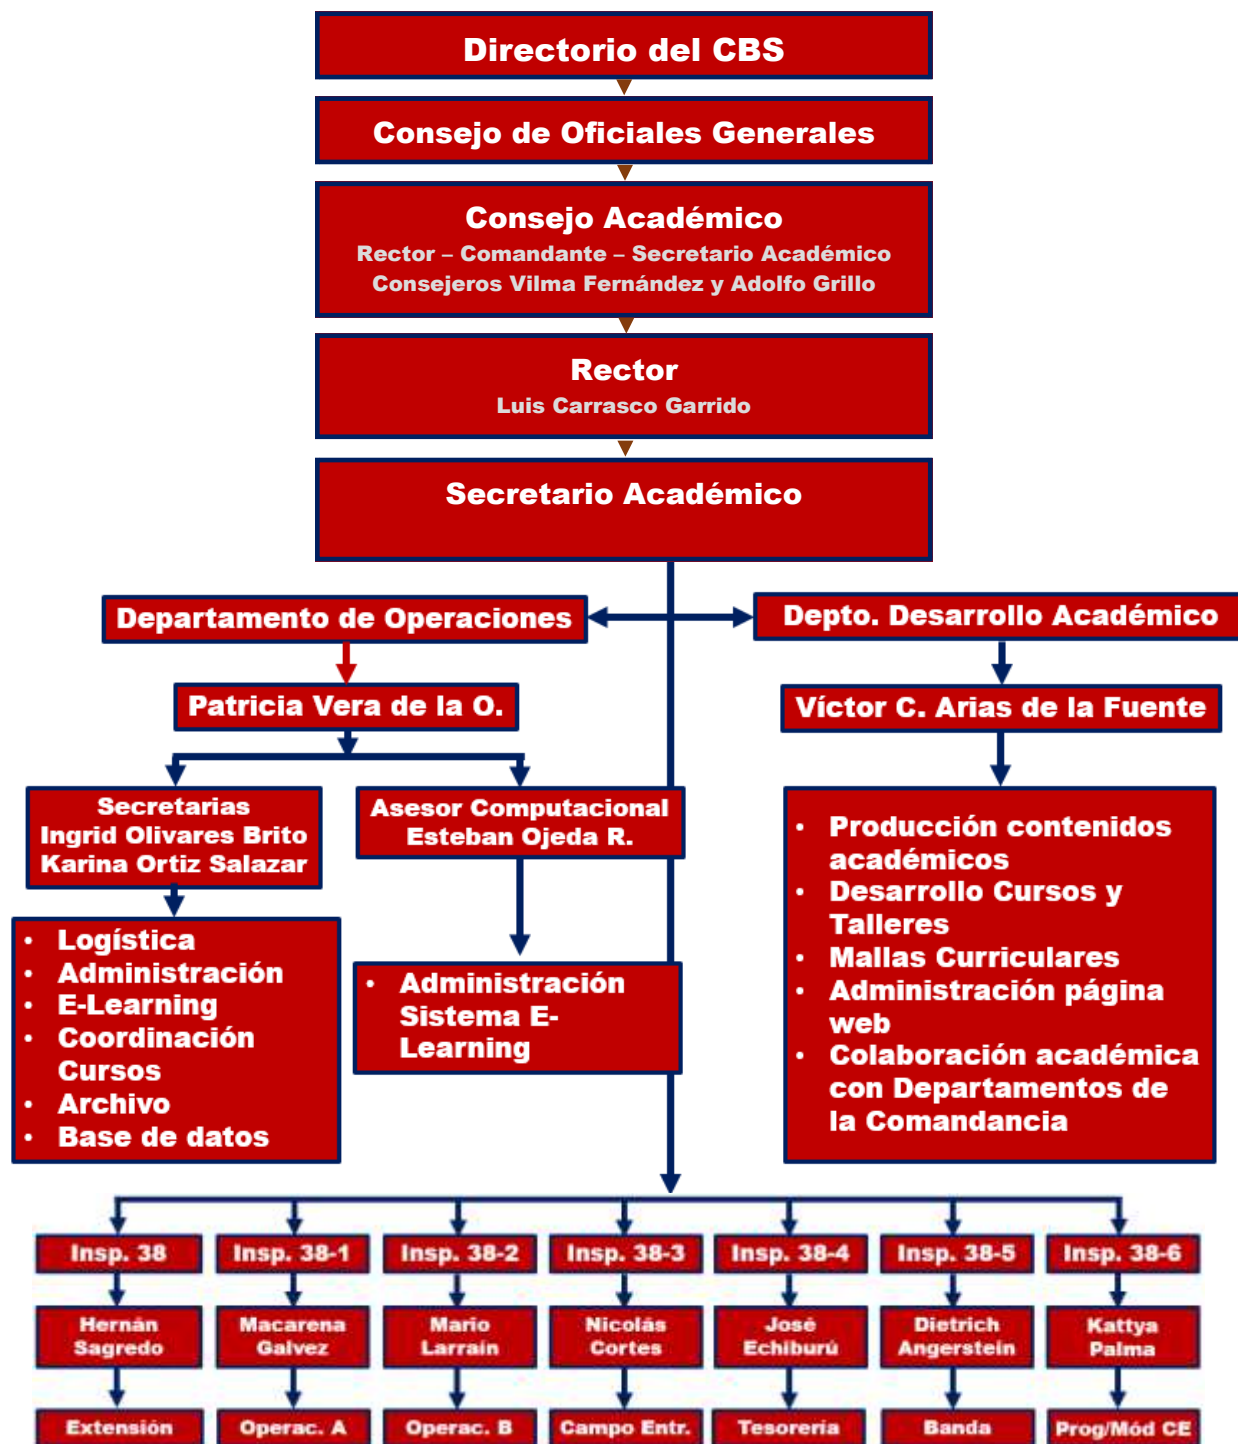 Directorio del CBS
Consejo de Oficiales Generales
Consejo Académico
Rector – Comandante – Secretario Académico
Consejeros Vilma Fernández y Adolfo Grillo
Rector
Luis Carrasco Garrido
Secretario Académico
Departamento de Operaciones
Depto. Desarrollo Académico
Patricia Vera de la O.
Víctor C. Arias de la Fuente
Secretarias
Ingrid Olivares Brito
Karina Ortiz Salazar
Asesor Computacional
Esteban Ojeda R.
• Logística
• Administración
• E-Learning
• Coordinación
Cursos
• Archivo
• Base de datos
• Administración
Sistema E-
Learning
• Producción contenidos
académicos
• Desarrollo Cursos y
Talleres
• Mallas Curriculares
• Administración página
web
• Colaboración académica
con Departamentos de
la Comandancia
Insp. 38
Insp. 38-1
Insp. 38-2
Insp. 38-3
Insp. 38-4
Insp. 38-5
Insp. 38-6
Hernán
Sagredo
Macarena
Galvez
Mario
Larraín
Nicolás
Cortes
José
Echiburú
Dietrich
Angerstein
Kattya
Palma
Extensión
Operac. A
Operac. B
Campo Entr.
Tesorería
Banda
Prog/Mód CE